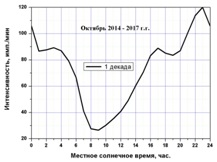 Октябрь 2014 - 2017 г.г.
1 декада
Интенсивность, имп./мин
120
100
80
60
40
20
0 2 4 6 8 10 12 14 16 18 20 22 24
Местное солнечное время, час.